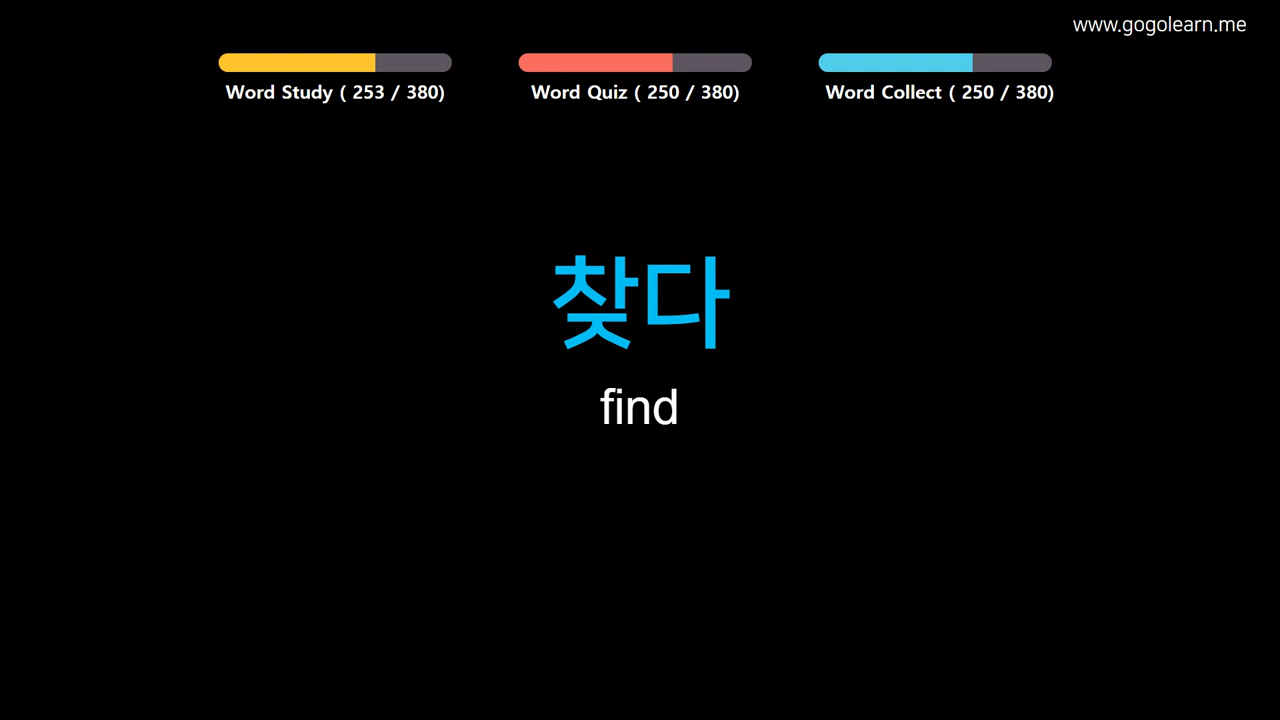 www.gogolearn.me
Word Study ( 253 / 380)
Word Quiz ( 250 / 380)
Word Collect ( 250 / 380)
찾다
find